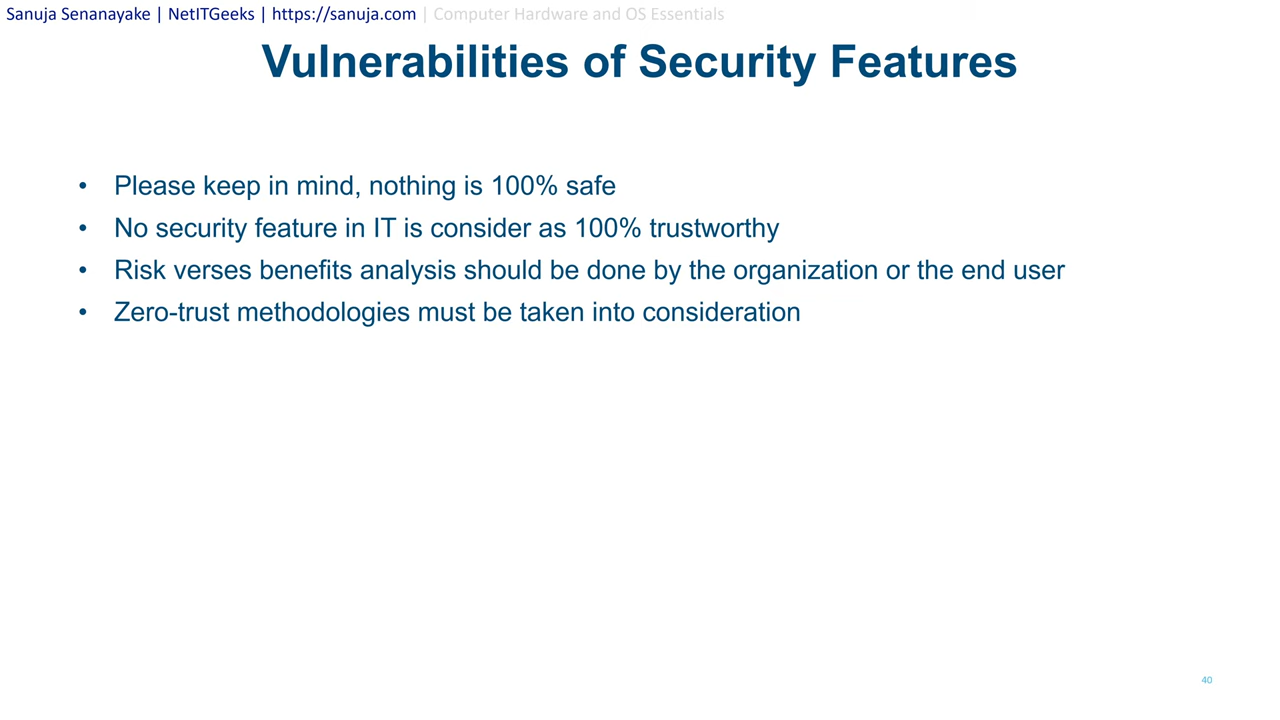 Sanuja Senanayake | NetITGeeks | https://sanuja.com | Computer Hardware and OS Essentials
Vulnerabilities of Security Features
• Please keep in mind, nothing is 100% safe
• No security feature in IT is consider as 100% trustworthy
• Risk verses benefits analysis should be done by the organization or the end user
• Zero-trust methodologies must be taken into consideration
40